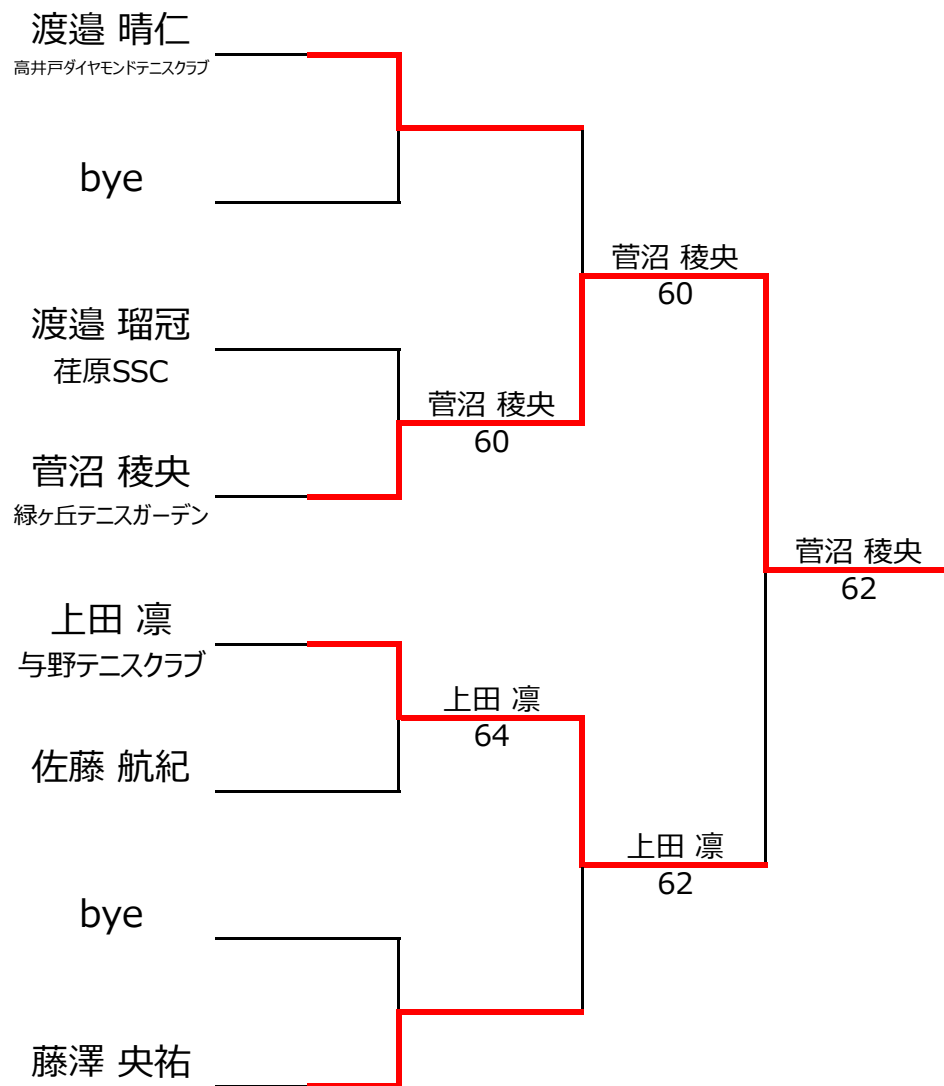 渡邉 晴仁
高井戸ダイヤモンドテニスクラブ
bye
渡邉 瑠冠
荏原SSC
菅沼 稜央
緑ヶ丘テニスガーデン
上田 凛
与野テニスクラブ
佐藤 航紀
bye
藤澤 央祐
菅沼 稜央
60
上田 凛
64
菅沼 稜央
60
上田 凛
62
菅沼 稜央
62